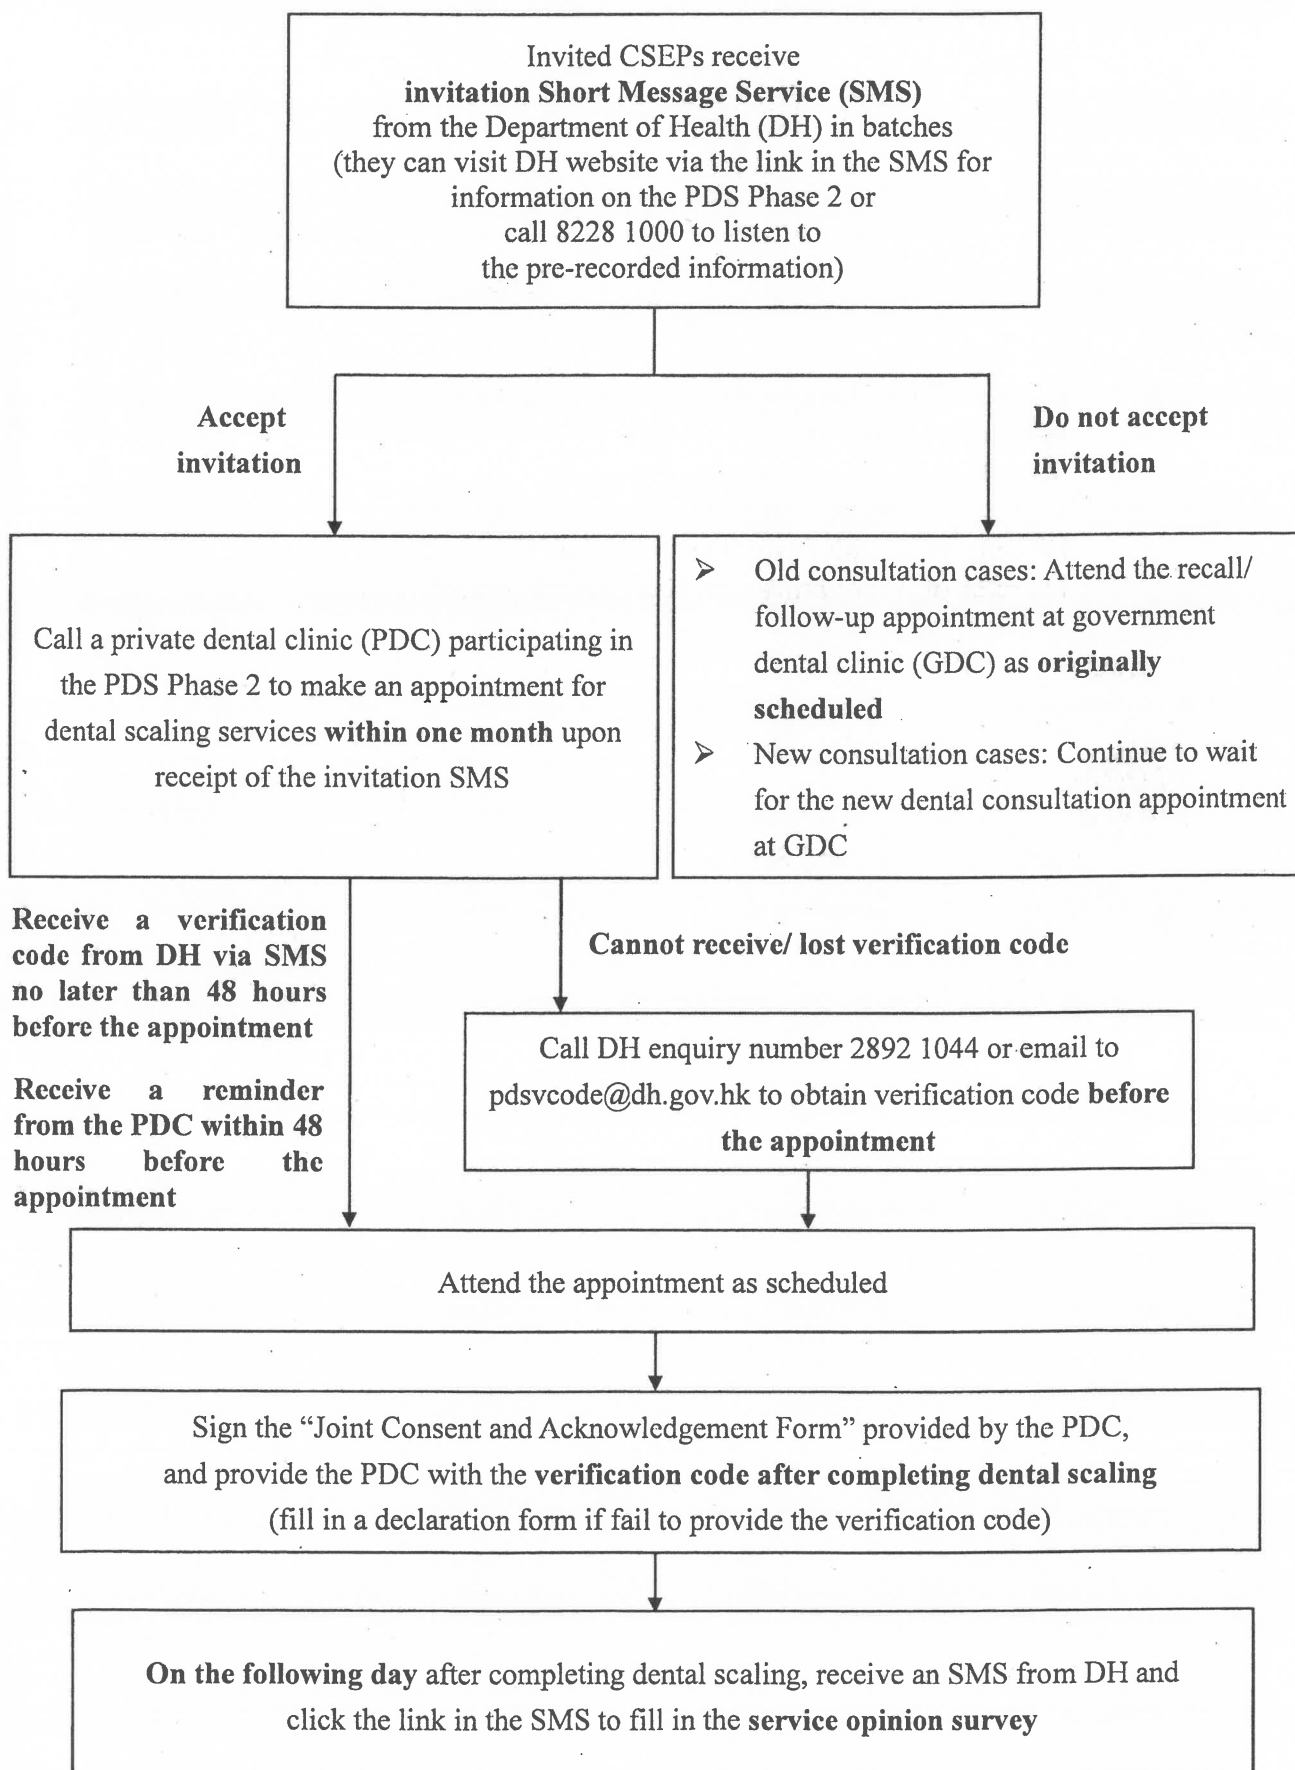 Invited CSEPs receive
invitation Short Message Service (SMS)
from the Department of Health (DH) in batches
(they can visit DH website via the link in the SMS for
information on the PDS Phase 2 or
call 8228 1000 to listen to
the pre-recorded information)
Accept
invitation
Do not accept
invitation
Call a private dental clinic (PDC) participating in
the PDS Phase 2 to make an appointment for
dental scaling services within one month upon
receipt of the invitation SMS
➢ Old consultation cases: Attend the recall/
follow-up appointment at government
dental clinic (GDC) as originally
scheduled
➢ New consultation cases: Continue to wait
for the new dental consultation appointment
at GDC
Receive a verification
code from DH via SMS
no later than 48 hours
before the appointment
Receive a reminder
from the PDC within 48
hours before the
appointment
Cannot receive/ lost verification code
Call DH enquiry number 2892 1044 or email to
pdsvcode@dh.gov.hk to obtain verification code before
the appointment
Attend the appointment as scheduled
Sign the “Joint Consent and Acknowledgement Form” provided by the PDC,
and provide the PDC with the verification code after completing dental scaling
(fill in a declaration form if fail to provide the verification code)
On the following day after completing dental scaling, receive an SMS from DH and
click the link in the SMS to fill in the service opinion survey